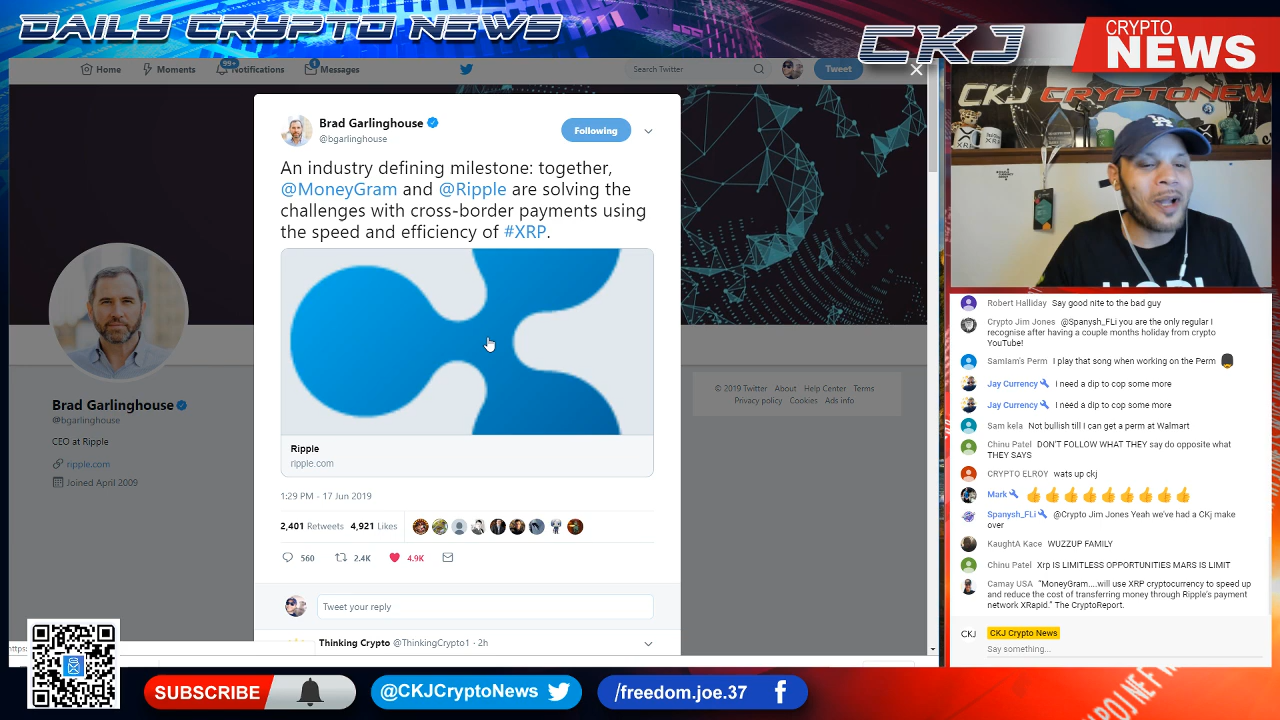 DAILY CRYPTO NEWS
CKJ
CRYPTO
NEWS
Home
Moments
99+
Notifications
1
Messages
Search Twitter
Tweet
Brad Garlinghouse
@bgarlinghouse
Following
An industry defining milestone: together,
@MoneyGram and @Ripple are solving the
challenges with cross-border payments using
the speed and efficiency of #XRP.
Ripple
ripple.com
1:29 PM - 17 Jun 2019
2,401 Retweets 4,921 Likes
560 2.4K 4.9K
Tweet your reply
Thinking Crypto @ThinkingCrypto1 · 2h
Brad Garlinghouse
@bgarlinghouse
CEO at Ripple
ripple.com
Joined April 2009
© 2019 Twitter About Help Center Terms
Privacy policy Cookies Ads info
CKJ CRYPTONEW
LA
XRP
Robert Halliday Say good nite to the bad guy
Crypto Jim Jones @Spanysh_FLi you are the only regular I
recognise after having a couple months holiday from crypto
YouTube!
SamIam's Perm I play that song when working on the Perm
Jay Currency I need a dip to cop some more
Jay Currency I need a dip to cop some more
Sam kela Not bullish till I can get a perm at Walmart
Chinu Patel DON'T FOLLOW WHAT THEY say do opposite what
THEY SAYS
CRYPTO ELROY wats up ckj
Mark
Spanysh_FLi @Crypto Jim Jones Yeah we've had a CKj make
over
KaughtA Kace WUZZUP FAMILY
Chinu Patel Xrp IS LIMITLESS OPPORTUNITIES MARS IS LIMIT
Camay USA "MoneyGram....will use XRP cryptocurrency to speed up
and reduce the cost of transferring money through Ripple's payment
network XRapid." The CryptoReport.
CKJ CKJ Crypto News
Say something...
https:
SUBSCRIBE
@CKJCryptoNews
/freedom.joe.37